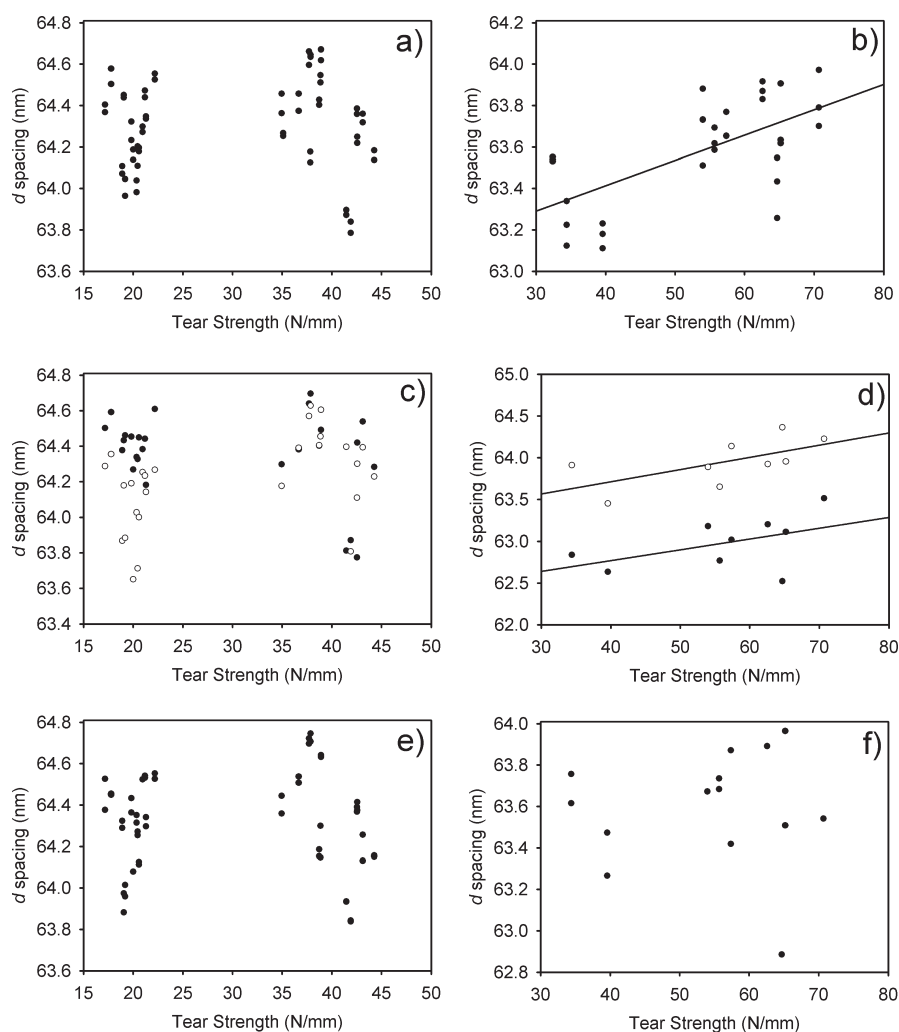 a)
64.8
64.6
64.4
64.2
64.0
63.8
63.6
d spacing (nm)
15 20 25 30 35 40 45 50
Tear Strength (N/mm)
b)
64.2
64.0
63.8
63.6
63.4
63.2
63.0
d spacing (nm)
30 40 50 60 70 80
Tear Strength (N/mm)
c)
64.8
64.6
64.4
64.2
64.0
63.8
63.6
63.4
d spacing (nm)
15 20 25 30 35 40 45 50
Tear Strength (N/mm)
d)
65.0
64.5
64.0
63.5
63.0
62.5
62.0
d spacing (nm)
30 40 50 60 70 80
Tear Strength (N/mm)
e)
64.8
64.6
64.4
64.2
64.0
63.8
63.6
d spacing (nm)
15 20 25 30 35 40 45 50
Tear Strength (N/mm)
f)
64.0
63.8
63.6
63.4
63.2
63.0
62.8
d spacing (nm)
30 40 50 60 70 80
Tear Strength (N/mm)